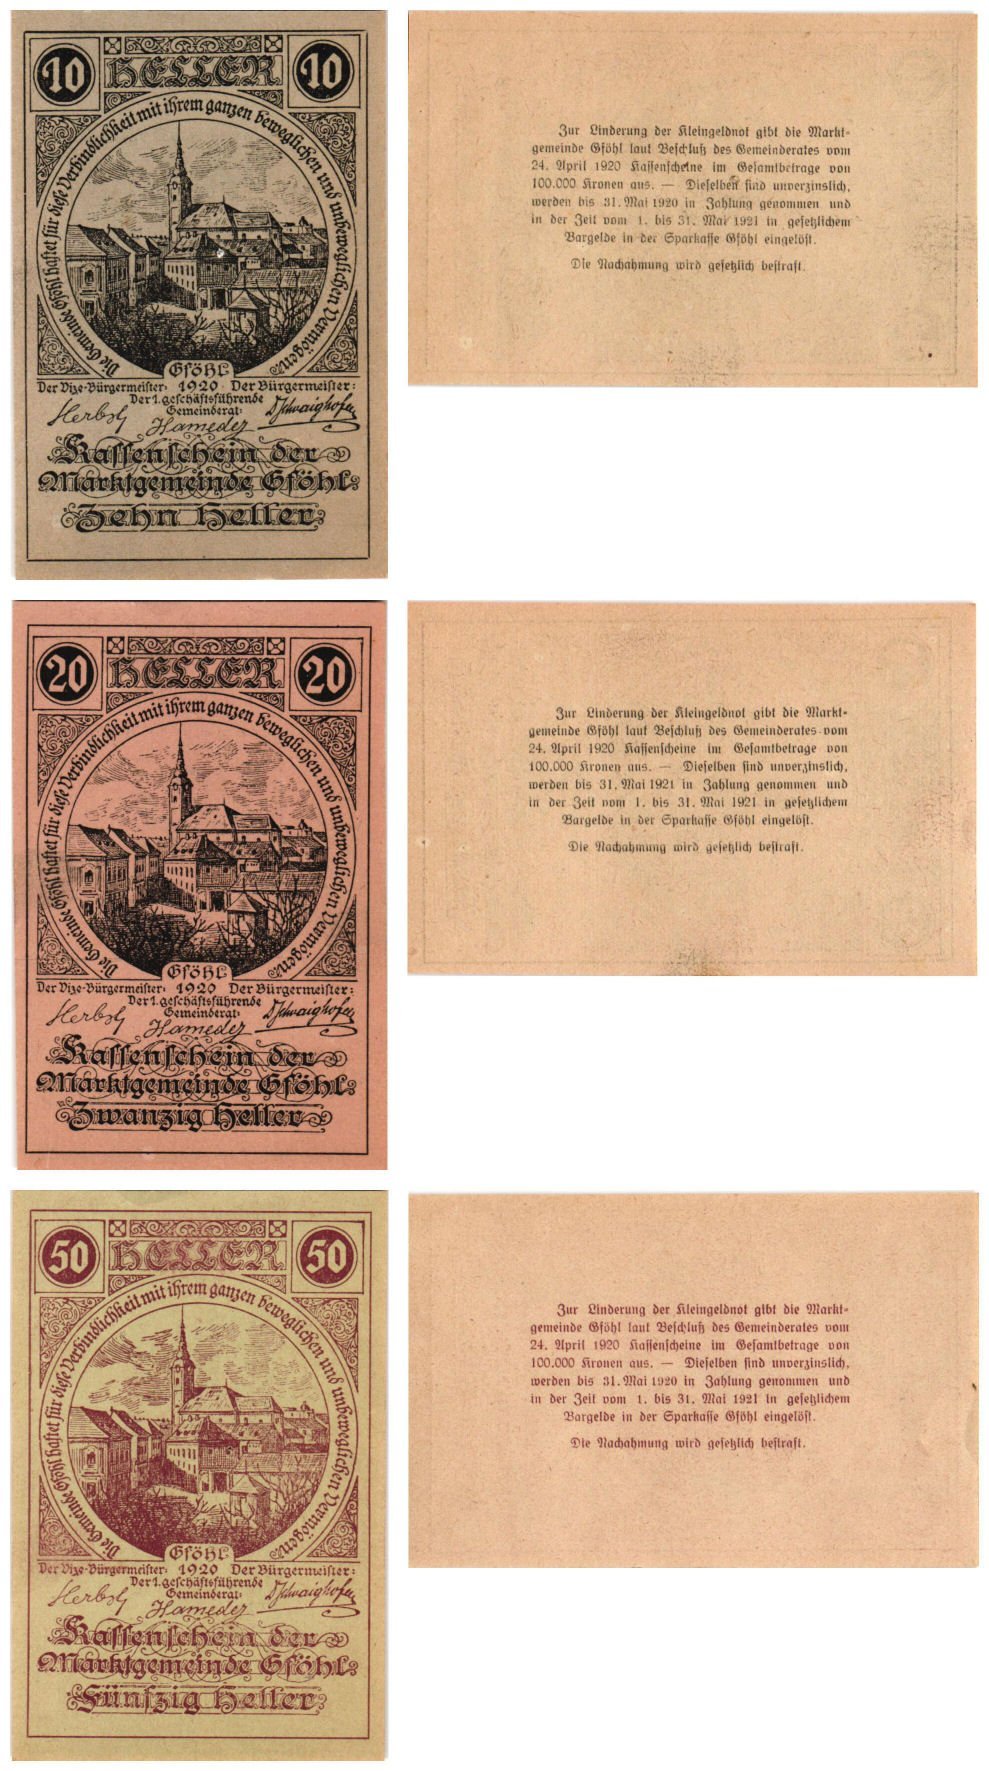 10 HELLER 10
Die Gemeinde Gföhl haftet für diese Verbindlichkeit mit ihrem ganzen beweglichen und unbeweglichen Vermögen.
Gföhl
Der Vize-Bürgermeister: 1920 Der Bürgermeister:
Der 1. geschäftsführende
Gemeinderat:
Hamedez
Kassenschein der
Marktgemeinde Gföhl
Zehn Heller
Zur Linderung der Kleingeldnot gibt die Markt-
gemeinde Gföhl laut Beschluß des Gemeinderates vom
24. April 1920 Kassenscheine im Gesamtbetrage von
100.000 Kronen aus. — Dieselben sind unverzinslich,
werden bis 31. Mai 1920 in Zahlung genommen und
in der Zeit vom 1. bis 31. Mai 1921 in gesetzlichem
Bargelde in der Sparkasse Gföhl eingelöst.
Die Nachahmung wird gesetzlich bestraft.
20 HELLER 20
Die Gemeinde Gföhl haftet für diese Verbindlichkeit mit ihrem ganzen beweglichen und unbeweglichen Vermögen.
Gföhl
Der Vize-Bürgermeister: 1920 Der Bürgermeister:
Der 1. geschäftsführende
Gemeinderat:
Hamedez
Kassenschein der
Marktgemeinde Gföhl
Zwanzig Heller
Zur Linderung der Kleingeldnot gibt die Markt-
gemeinde Gföhl laut Beschluß des Gemeinderates vom
24. April 1920 Kassenscheine im Gesamtbetrage von
100.000 Kronen aus. — Dieselben sind unverzinslich,
werden bis 31. Mai 1921 in Zahlung genommen und
in der Zeit vom 1. bis 31. Mai 1921 in gesetzlichem
Bargelde in der Sparkasse Gföhl eingelöst.
Die Nachahmung wird gesetzlich bestraft.
50 HELLER 50
Die Gemeinde Gföhl haftet für diese Verbindlichkeit mit ihrem ganzen beweglichen und unbeweglichen Vermögen.
Gföhl
Der Vize-Bürgermeister: 1920 Der Bürgermeister:
Der 1. geschäftsführende
Gemeinderat:
Hamedez
Kassenschein der
Marktgemeinde Gföhl
Fünfzig Heller
Zur Linderung der Kleingeldnot gibt die Markt-
gemeinde Gföhl laut Beschluß des Gemeinderates vom
24. April 1920 Kassenscheine im Gesamtbetrage von
100.000 Kronen aus. — Dieselben sind unverzinslich,
werden bis 31. Mai 1920 in Zahlung genommen und
in der Zeit vom 1. bis 31. Mai 1921 in gesetzlichem
Bargelde in der Sparkasse Gföhl eingelöst.
Die Nachahmung wird gesetzlich bestraft.